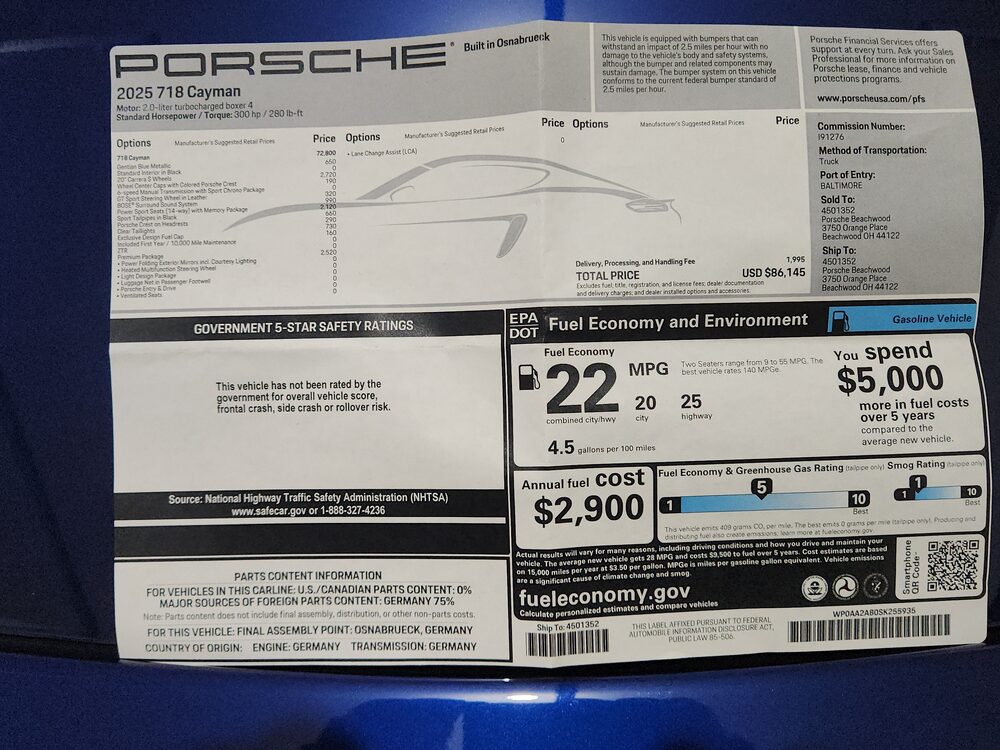 PORSCHE® Built in Osnabrueck
2025 718 Cayman
Motor: 2.0-liter turbocharged boxer 4
Standard Horsepower / Torque: 300 hp / 280 lb-ft
This vehicle is equipped with bumpers that can
withstand an impact of 2.5 miles per hour with no
damage to the vehicle's body and safety systems,
although the bumper and related components may
sustain damage. The bumper system on this vehicle
conforms to the current federal bumper standard of
2.5 miles per hour.
Porsche Financial Services offers
support at every turn. Ask your Sales
Professional for more information on
Porsche lease, finance and vehicle
protections programs.
www.porscheusa.com/pfs
Options Manufacturer's Suggested Retail Prices Price
718 Cayman 72,800
Gentian Blue Metallic 650
Standard Interior in Black 0
20" Carrera S Wheels 2,720
Wheel Center Caps with Colored Porsche Crest 190
6-speed Manual Transmission with Sport Chrono Package 0
GT Sport Steering Wheel in Leather 320
BOSE® Surround Sound System 990
Power Sport Seats (14-way) with Memory Package 2,120
Sport Tailpipes in Black 660
Porsche Crest on Headrests 290
Clear Taillights 730
Exclusive Design Fuel Cap 160
Included First Year / 10,000 Mile Maintenance 0
ZTR 0
Premium Package 2,520
• Power Folding Exterior Mirrors incl. Courtesy Lighting 0
• Heated Multifunction Steering Wheel 0
• Light Design Package 0
• Luggage Net in Passenger Footwell 0
• Porsche Entry & Drive 0
• Ventilated Seats 0
Options Manufacturer's Suggested Retail Prices Price
• Lane Change Assist (LCA) 0
Options Manufacturer's Suggested Retail Prices Price
Delivery, Processing, and Handling Fee 1,995
TOTAL PRICE USD $86,145
Excludes fuel; title, registration, and license fees; dealer documentation
and delivery charges; and dealer installed options and accessories.
Commission Number:
I91276
Method of Transportation:
Truck
Port of Entry:
BALTIMORE
Sold To:
4501352
Porsche Beachwood
3750 Orange Place
Beachwood OH 44122
Ship To:
4501352
Porsche Beachwood
3750 Orange Place
Beachwood OH 44122
GOVERNMENT 5-STAR SAFETY RATINGS
This vehicle has not been rated by the
government for overall vehicle score,
frontal crash, side crash or rollover risk.
Source: National Highway Traffic Safety Administration (NHTSA)
www.safecar.gov or 1-888-327-4236
PARTS CONTENT INFORMATION
FOR VEHICLES IN THIS CARLINE: U.S./CANADIAN PARTS CONTENT: 0%
MAJOR SOURCES OF FOREIGN PARTS CONTENT: GERMANY 75%
Note: Parts content does not include final assembly, distribution, or other non-parts costs.
FOR THIS VEHICLE: FINAL ASSEMBLY POINT: OSNABRUECK, GERMANY
COUNTRY OF ORIGIN: ENGINE: GERMANY TRANSMISSION: GERMANY
EPA
DOT
Fuel Economy and Environment
Gasoline Vehicle
Fuel Economy
22 MPG
combined city/hwy
20
city
25
highway
4.5 gallons per 100 miles
Two Seaters range from 9 to 55 MPG. The
best vehicle rates 140 MPGe.
You spend
$5,000
more in fuel costs
over 5 years
compared to the
average new vehicle.
Annual fuel cost
$2,900
Fuel Economy & Greenhouse Gas Rating (tailpipe only)
1 5 10
Best
Smog Rating (tailpipe only)
1 1 10
Best
This vehicle emits 409 grams CO₂ per mile. The best emits 0 grams per mile (tailpipe only). Producing and
distributing fuel also create emissions; learn more at fueleconomy.gov.
Actual results will vary for many reasons, including driving conditions and how you drive and maintain your
vehicle. The average new vehicle gets 28 MPG and costs $9,500 to fuel over 5 years. Cost estimates are based
on 15,000 miles per year at $3.50 per gallon. MPGe is miles per gasoline gallon equivalent. Vehicle emissions
are a significant cause of climate change and smog.
fueleconomy.gov
Calculate personalized estimates and compare vehicles
Smartphone
QR Code™
Ship To: 4501352
THIS LABEL AFFIXED PURSUANT TO FEDERAL
AUTOMOBILE INFORMATION DISCLOSURE ACT,
PUBLIC LAW 85-506.
WP0AA2A80SK255935